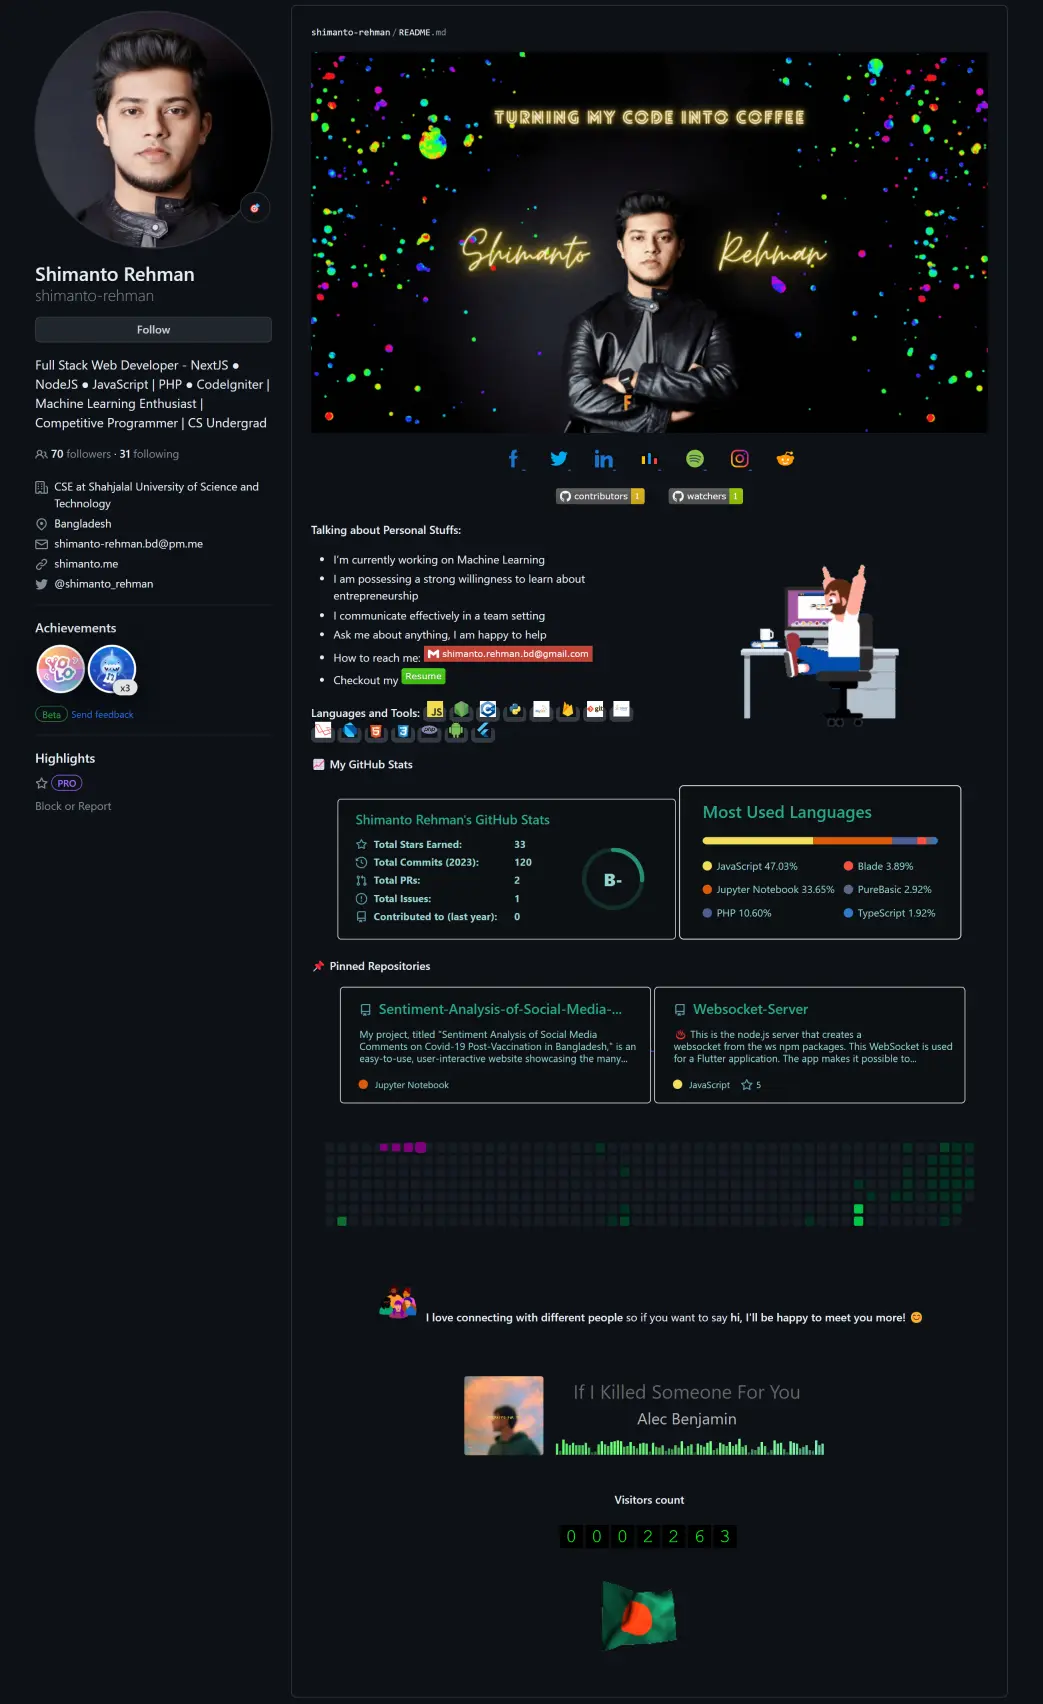 Shimanto Rehman
shimanto-rehman
Follow
Full Stack Web Developer - NextJS ●
NodeJS ● JavaScript | PHP ● CodeIgniter |
Machine Learning Enthusiast |
Competitive Programmer | CS Undergrad
70 followers · 31 following
CSE at Shahjalal University of Science and
Technology
Bangladesh
shimanto-rehman.bd@pm.me
shimanto.me
@shimanto_rehman
Achievements
YOLO
x3
Beta Send feedback
Highlights
PRO
Block or Report
shimanto-rehman / README.md
TURNING MY CODE INTO COFFEE
Shimanto Rehman
contributors 1 watchers 1
Talking about Personal Stuffs:
• I'm currently working on Machine Learning
• I am possessing a strong willingness to learn about
entrepreneurship
• I communicate effectively in a team setting
• Ask me about anything, I am happy to help
• How to reach me: shimanto.rehman.bd@gmail.com
• Checkout my Resume
Languages and Tools: JS git
php
My GitHub Stats
Shimanto Rehman's GitHub Stats
Total Stars Earned: 33
Total Commits (2023): 120
Total PRs: 2
Total Issues: 1
Contributed to (last year): 0
B-
Most Used Languages
JavaScript 47.03% Blade 3.89%
Jupyter Notebook 33.65% PureBasic 2.92%
PHP 10.60% TypeScript 1.92%
Pinned Repositories
Sentiment-Analysis-of-Social-Media-...
My project, titled "Sentiment Analysis of Social Media
Comments on Covid-19 Post-Vaccination in Bangladesh," is an
easy-to-use, user-interactive website showcasing the many...
Jupyter Notebook
Websocket-Server
This is the node.js server that creates a
websocket from the ws npm packages. This WebSocket is used
for a Flutter application. The app makes it possible to...
JavaScript 5
I love connecting with different people so if you want to say hi, I'll be happy to meet you more! 😊
If I Killed Someone For You
Alec Benjamin
Visitors count
0 0 0 2 2 6 3